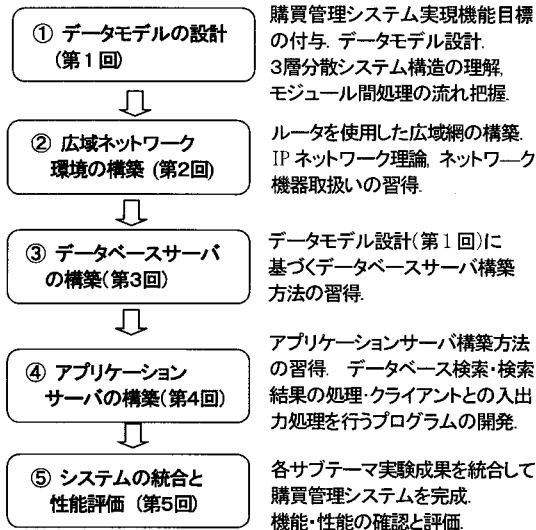 ① データモデルの設計
(第1回)
購買管理システム実現機能目標
の付与. データモデル設計.
3層分散システム構造の理解,
モジュール間処理の流れ把握.
② 広域ネットワーク
環境の構築 (第2回)
ルータを使用した広域網の構築.
IP ネットワーク理論, ネットワーク
機器取扱いの習得.
③ データベースサーバ
の構築(第3回)
データモデル設計(第1回)に
基づくデータベースサーバ構築
方法の習得.
④ アプリケーション
サーバの構築(第4回)
アプリケーションサーバ構築方法
の習得. データベース検索・検索
結果の処理・クライアントとの入出
力処理を行うプログラムの開発.
⑤ システムの統合と
性能評価 (第5回)
各サブテーマ実験成果を統合して
購買管理システムを完成.
機能・性能の確認と評価.